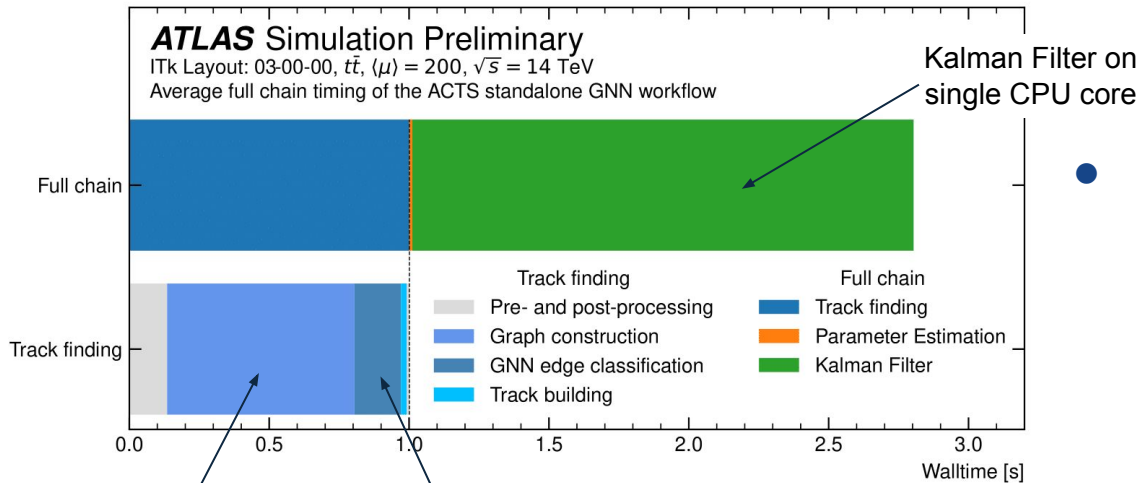 ATLAS Simulation Preliminary
ITk Layout: 03-00-00, tt̄, ⟨μ⟩ = 200, √s = 14 TeV
Average full chain timing of the ACTS standalone GNN workflow
Kalman Filter on
single CPU core
Full chain
Track finding
Track finding
Pre- and post-processing
Graph construction
GNN edge classification
Track building
Full chain
Track finding
Parameter Estimation
Kalman Filter
0.0 0.5 1.0 1.5 2.0 2.5 3.0
Walltime [s]